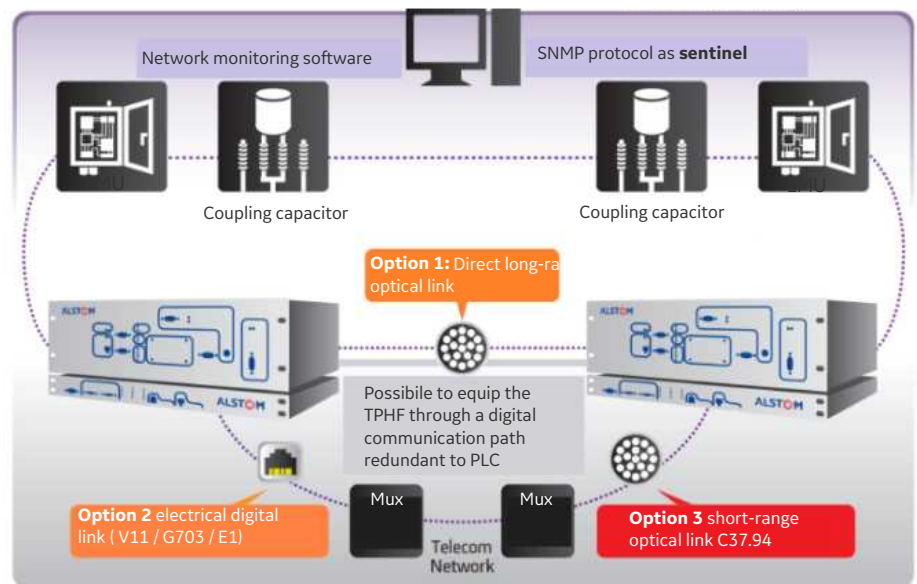 Network monitoring software
SNMP protocol as sentinel
Coupling capacitor
Coupling capacitor
Option 1: Direct long-ra
optical link
ALSTOM
ALSTOM
ALSTOM
ALSTOM
Possibile to equip the
TPHF through a digital
communication path
redundant to PLC
Mux
Mux
Option 2 electrical digital
link ( V11 / G703 / E1)
Option 3 short-range
optical link C37.94
Telecom
Network